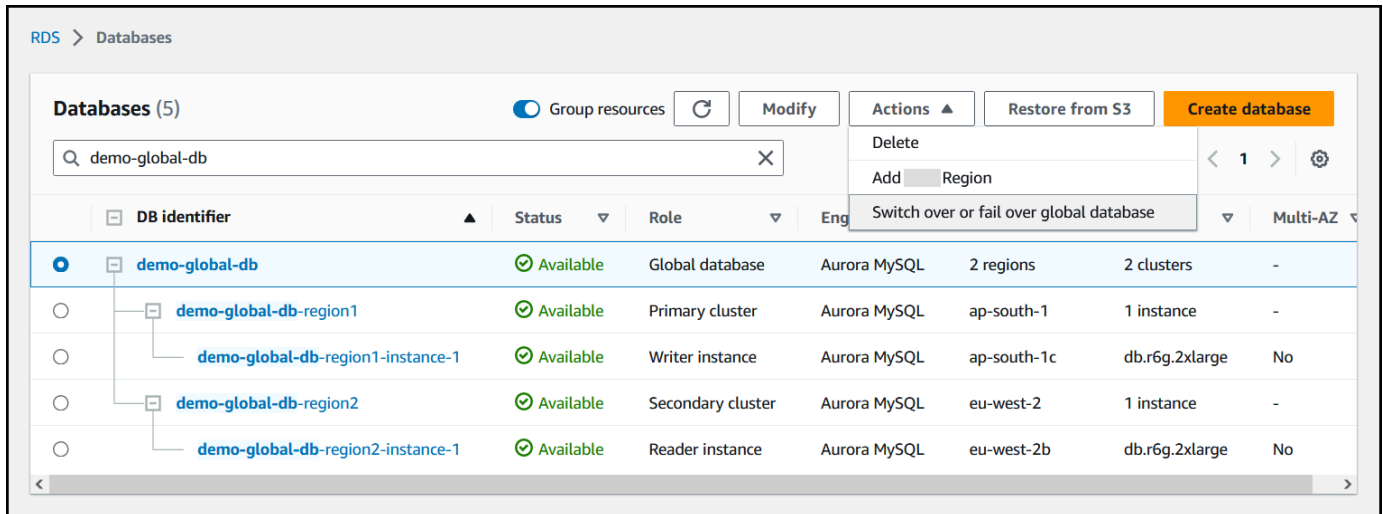 RDS > Databases
Databases (5) Group resources Modify Actions ▲ Restore from S3 Create database
demo-global-db 1
Delete
Add Region
Switch over or fail over global database
DB identifier ▲ Status Role Eng Multi-AZ
demo-global-db Available Global database Aurora MySQL 2 regions 2 clusters -
demo-global-db-region1 Available Primary cluster Aurora MySQL ap-south-1 1 instance -
demo-global-db-region1-instance-1 Available Writer instance Aurora MySQL ap-south-1c db.r6g.2xlarge No
demo-global-db-region2 Available Secondary cluster Aurora MySQL eu-west-2 1 instance -
demo-global-db-region2-instance-1 Available Reader instance Aurora MySQL eu-west-2b db.r6g.2xlarge No